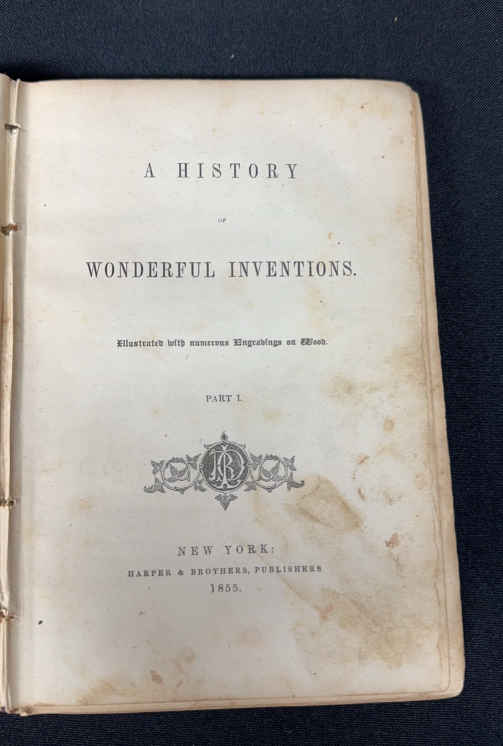 A HISTORY
OF
WONDERFUL INVENTIONS.
Illustrated with numerous Engravings on Wood.
PART I.
NEW YORK:
HARPER & BROTHERS, PUBLISHERS
1855.